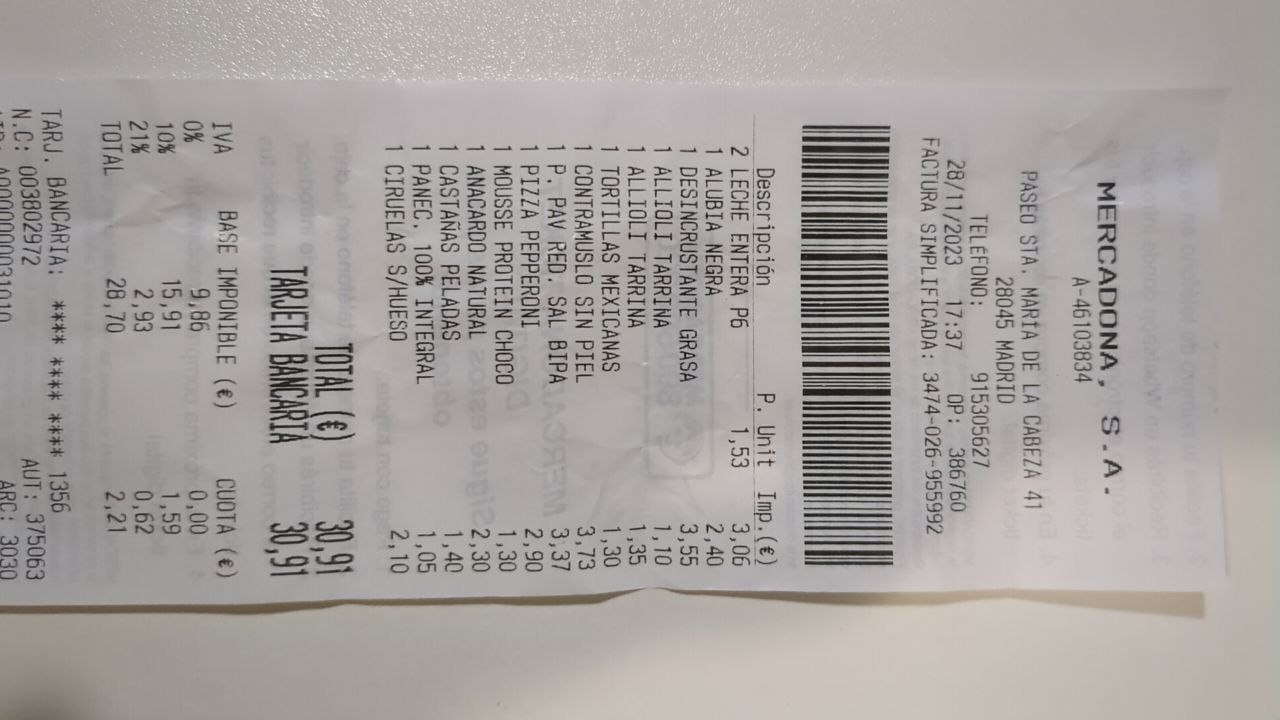 MERCADONA, S.A.
A-46103834
PASEO STA. MARÍA DE LA CABEZA 41
28045 MADRID
TELÉFONO: 915305627
28/11/2023 17:37 OP: 386760
FACTURA SIMPLIFICADA: 3474-026-955992
Descripción P. Unit Imp.(€)
2 LECHE ENTERA P6 1,53 3,06
1 ALUBIA NEGRA 2,40
1 DESINCRUSTANTE GRASA 3,55
1 ALLIOLI TARRINA 1,10
1 ALLIOLI TARRINA 1,35
1 TORTILLAS MEXICANAS 1,30
1 CONTRAMUSLO SIN PIEL 3,73
1 P. PAV RED. SAL BIPA 3,37
1 PIZZA PEPPERONI 2,90
1 MOUSSE PROTEIN CHOCO 1,30
1 ANACARDO NATURAL 2,30
1 CASTAÑAS PELADAS 1,40
1 PANEC. 100% INTEGRAL 1,05
1 CIRUELAS S/HUESO 2,10
TOTAL (€) 30,91
TARJETA BANCARIA 30,91
IVA BASE IMPONIBLE (€) CUOTA (€)
0% 9,86 0,00
10% 15,91 1,59
21% 2,93 0,62
TOTAL 28,70 2,21
TARJ. BANCARIA: **** **** **** 1356
N.C: 003802972 AUT: 375063
ARC: 3030